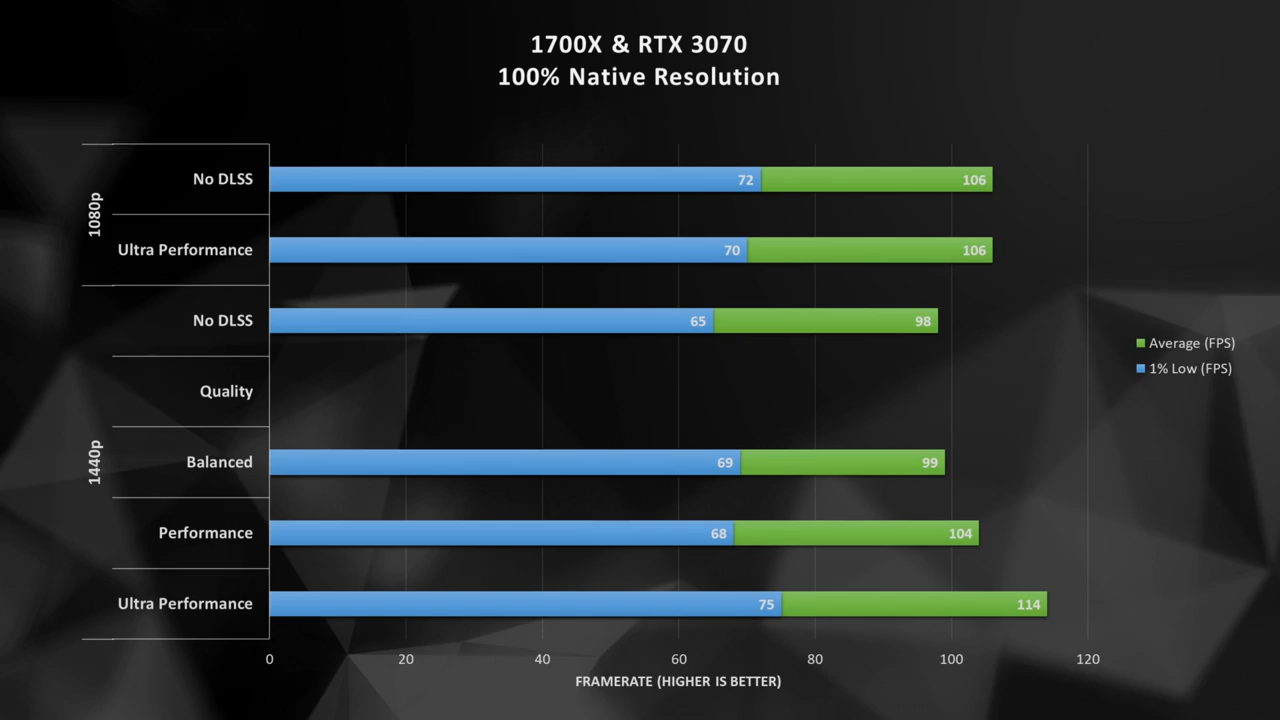 1700X & RTX 3070
100% Native Resolution
1080p
No DLSS
72
106
Ultra Performance
70
106
1440p
No DLSS
65
98
Quality
Balanced
69
99
Performance
68
104
Ultra Performance
75
114
Average (FPS)
1% Low (FPS)
0 20 40 60 80 100 120
FRAMERATE (HIGHER IS BETTER)